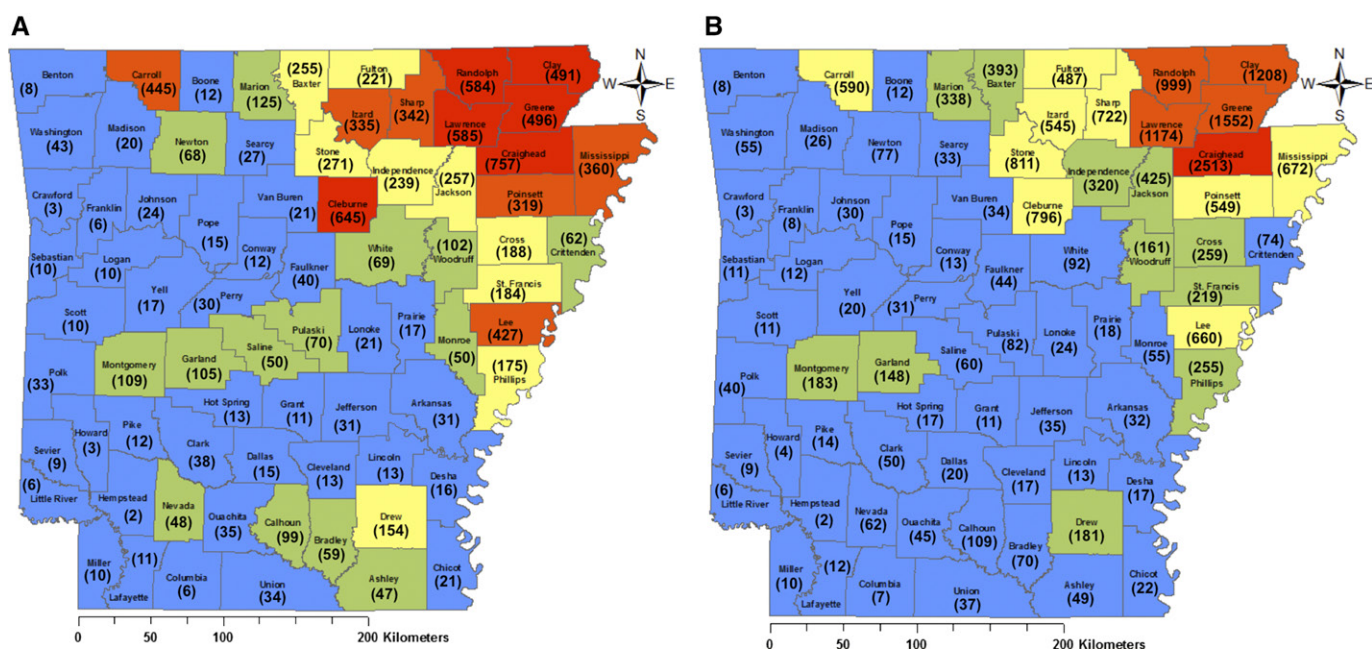 A
Benton
(8)
Carroll
(445)
Boone
(12)
Marion
(125)
(255)
Baxter
Fulton
(221)
Randolph
(584)
Clay
(491)
N
W
E
S
Washington
(43)
Madison
(20)
Newton
(68)
Searcy
(27)
Stone
(271)
Izard
(335)
Sharp
(342)
Lawrence
(585)
Greene
(496)
Craighead
(757)
Mississippi
(360)
Crawford
(3)
Franklin
(6)
Johnson
(24)
Pope
(15)
Van Buren
(21)
Cleburne
(645)
Independence
(239)
(257)
Jackson
Poinsett
(319)
Sebastian
(10)
Logan
(10)
Conway
(12)
Faulkner
(40)
White
(69)
(102)
Woodruff
Cross
(188)
(62)
Crittenden
Scott
(10)
Yell
(17)
(30)
Perry
Pulaski
(70)
Lonoke
(21)
Prairie
(17)
Monroe
(50)
St. Francis
(184)
Lee
(427)
Polk
(33)
Montgomery
(109)
Garland
(105)
Saline
(50)
(175)
Phillips
Sevier
(9)
Howard
(3)
Pike
(12)
Clark
(38)
Hot Spring
(13)
Grant
(11)
Jefferson
(31)
Arkansas
(31)
(6)
Little River
Hempstead
(2)
Nevada
(48)
Dallas
(15)
Ouachita
(35)
Cleveland
(13)
Lincoln
(13)
Desha
(16)
Calhoun
(99)
Bradley
(59)
Drew
(154)
Miller
(10)
(11)
Lafayette
Columbia
(6)
Union
(34)
Ashley
(47)
Chicot
(21)
0 50 100 200 Kilometers
B
Benton
(8)
Carroll
(590)
Boone
(12)
Marion
(338)
(393)
Baxter
Fulton
(487)
Randolph
(999)
Clay
(1208)
N
W
E
S
Washington
(55)
Madison
(26)
Newton
(77)
Searcy
(33)
Stone
(811)
Izard
(545)
Sharp
(722)
Lawrence
(1174)
Greene
(1552)
Craighead
(2513)
Mississippi
(672)
Crawford
(3)
Franklin
(8)
Johnson
(30)
Pope
(15)
Van Buren
(34)
Cleburne
(796)
Independence
(320)
(425)
Jackson
Poinsett
(549)
Sebastian
(11)
Logan
(12)
Conway
(13)
Faulkner
(44)
White
(92)
(161)
Woodruff
Cross
(259)
(74)
Crittenden
Scott
(11)
Yell
(20)
(31)
Perry
Pulaski
(82)
Lonoke
(24)
Prairie
(18)
Monroe
(55)
St. Francis
(219)
Lee
(660)
Polk
(40)
Montgomery
(183)
Garland
(148)
Saline
(60)
(255)
Phillips
Sevier
(9)
Howard
(4)
Pike
(14)
Clark
(50)
Hot Spring
(17)
Grant
(11)
Jefferson
(35)
Arkansas
(32)
(6)
Little River
Hempstead
(2)
Nevada
(62)
Dallas
(20)
Ouachita
(45)
Cleveland
(17)
Lincoln
(13)
Desha
(17)
Calhoun
(109)
Bradley
(70)
Drew
(181)
Miller
(10)
(12)
Lafayette
Columbia
(7)
Union
(37)
Ashley
(49)
Chicot
(22)
0 50 100 200 Kilometers